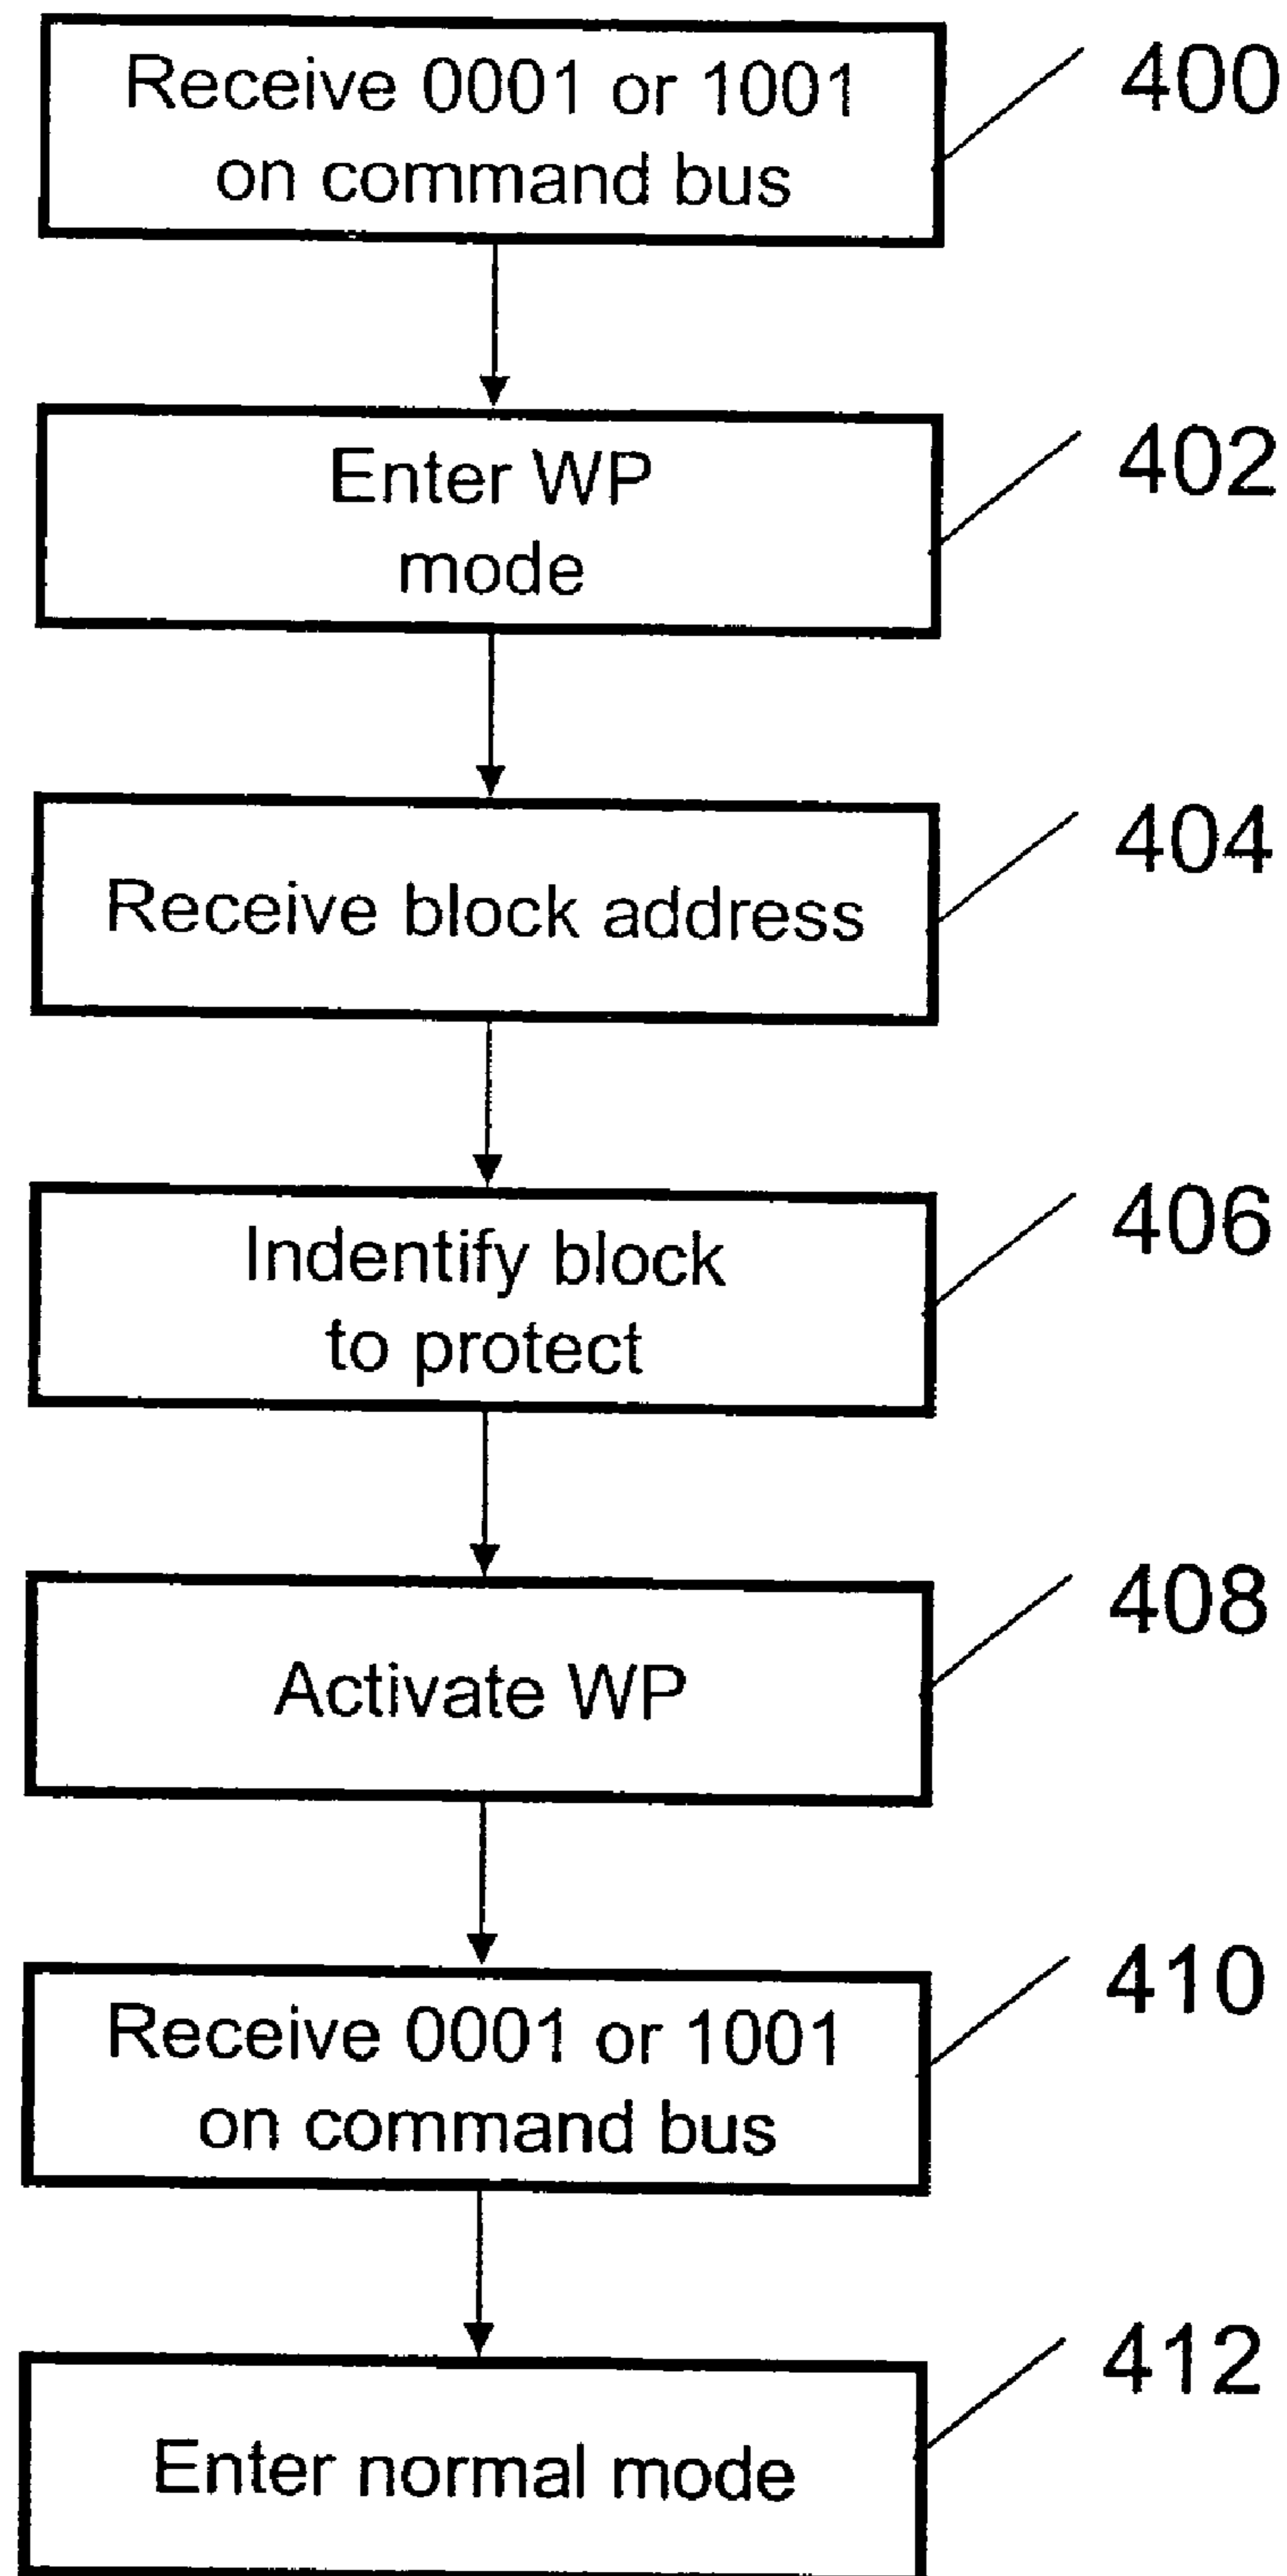 Receive 0001 or 1001
on command bus
400
Enter WP
mode
402
Receive block address
404
Indentify block
to protect
406
Activate WP
408
Receive 0001 or 1001
on command bus
410
Enter normal mode
412